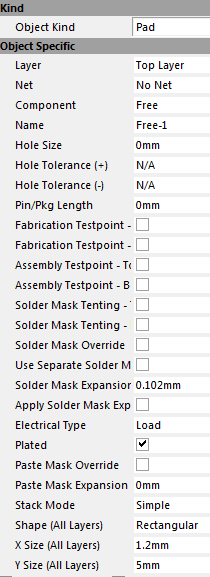 Kind
Object Kind Pad
Object Specific
Layer Top Layer
Net No Net
Component Free
Name Free-1
Hole Size 0mm
Hole Tolerance (+) N/A
Hole Tolerance (-) N/A
Pin/Pkg Length 0mm
Fabrication Testpoint -
Fabrication Testpoint -
Assembly Testpoint - To
Assembly Testpoint - B
Solder Mask Tenting -
Solder Mask Tenting -
Solder Mask Override
Use Separate Solder M
Solder Mask Expansion 0.102mm
Apply Solder Mask Exp
Electrical Type Load
Plated
Paste Mask Override
Paste Mask Expansion 0mm
Stack Mode Simple
Shape (All Layers) Rectangular
X Size (All Layers) 1.2mm
Y Size (All Layers) 5mm